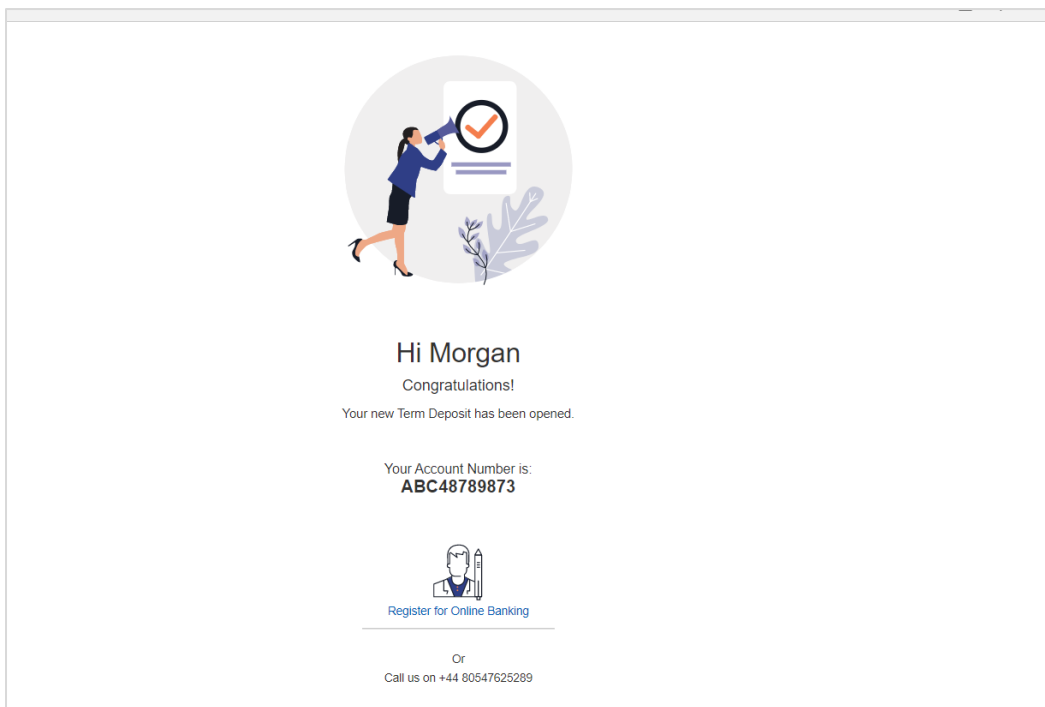 Hi Morgan
Congratulations!
Your new Term Deposit has been opened.
Your Account Number is:
ABC48789873
Register for Online Banking
Or
Call us on +44 80547625289